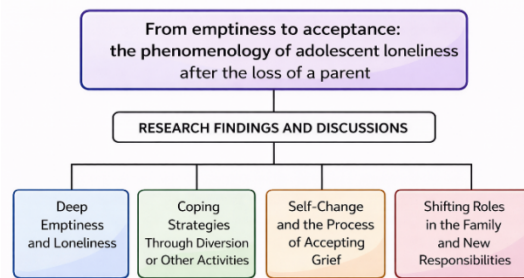 From emptiness to acceptance:
the phenomenology of adolescent loneliness
after the loss of a parent
RESEARCH FINDINGS AND DISCUSSIONS
Deep
Emptiness
and Loneliness
Coping
Strategies
Through Diversion
or Other Activities
Self-Change
and the Process
of Accepting
Grief
Shifting Roles
in the Family
and New
Responsibilities